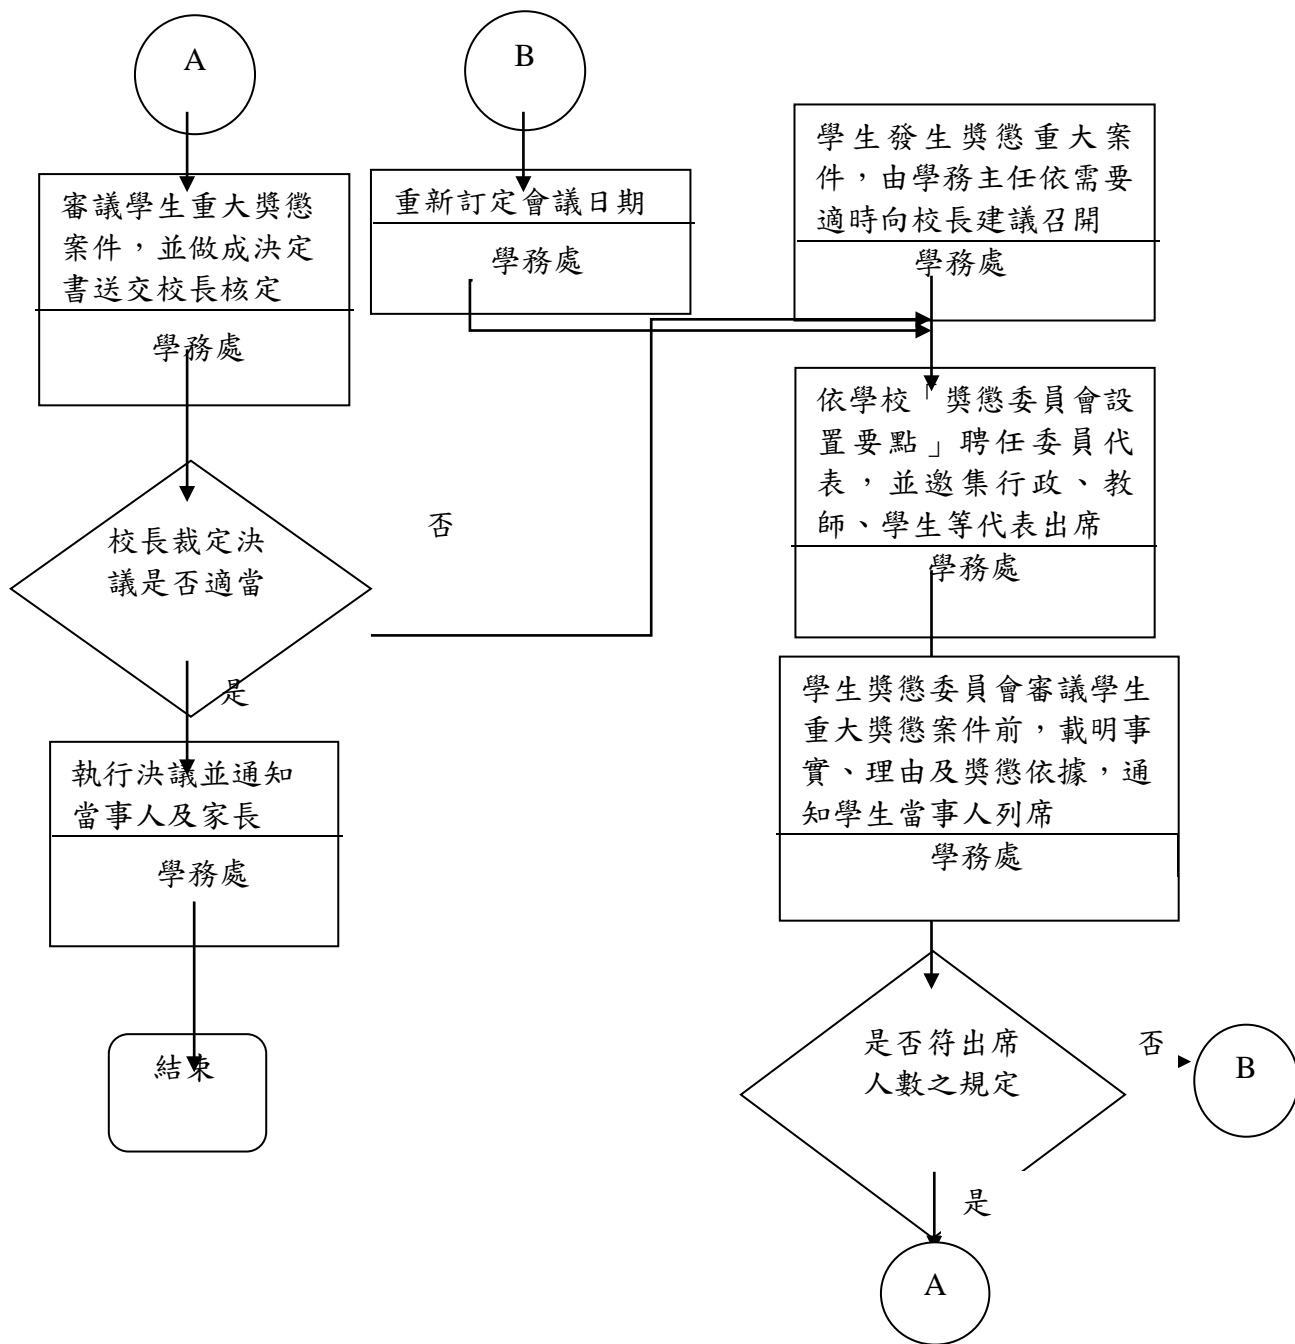 A
B
審議學生重大獎懲
案件，並做成決定
書送交校長核定
學務處
重新訂定會議日期
學務處
學生發生獎懲重大案
件，由學務主任依需要
適時向校長建議召開
學務處
依學校「獎懲委員會設
置要點」聘任委員代
表，並邀集行政、教
師、學生等代表出席
學務處
校長裁定決
議是否適當
否
是
執行決議並通知
當事人及家長
學務處
結束
學生獎懲委員會審議學生
重大獎懲案件前，載明事
實、理由及獎懲依據，通
知學生當事人列席
學務處
是否符出席
人數之規定
否
B
是
A